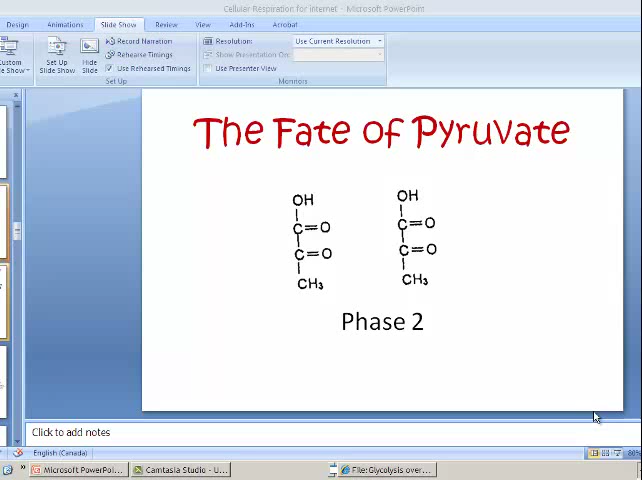 Cellular Respiration for internet - Microsoft PowerPoint
Design Animations Slide Show Review View Add-Ins Acrobat
Custom Slide Show
Set Up Slide Show
Hide Slide
Record Narration
Rehearse Timings
Use Rehearsed Timings
Set Up
Resolution: Use Current Resolution
Show Presentation On:
Use Presenter View
Monitors
The Fate of Pyruvate
OH OH
C=O C=O
C=O C=O
CH₃ CH₃
Phase 2
Click to add notes
English (Canada)
80%
Microsoft PowerPoi... Camtasia Studio - U... File:Glycolysis over...